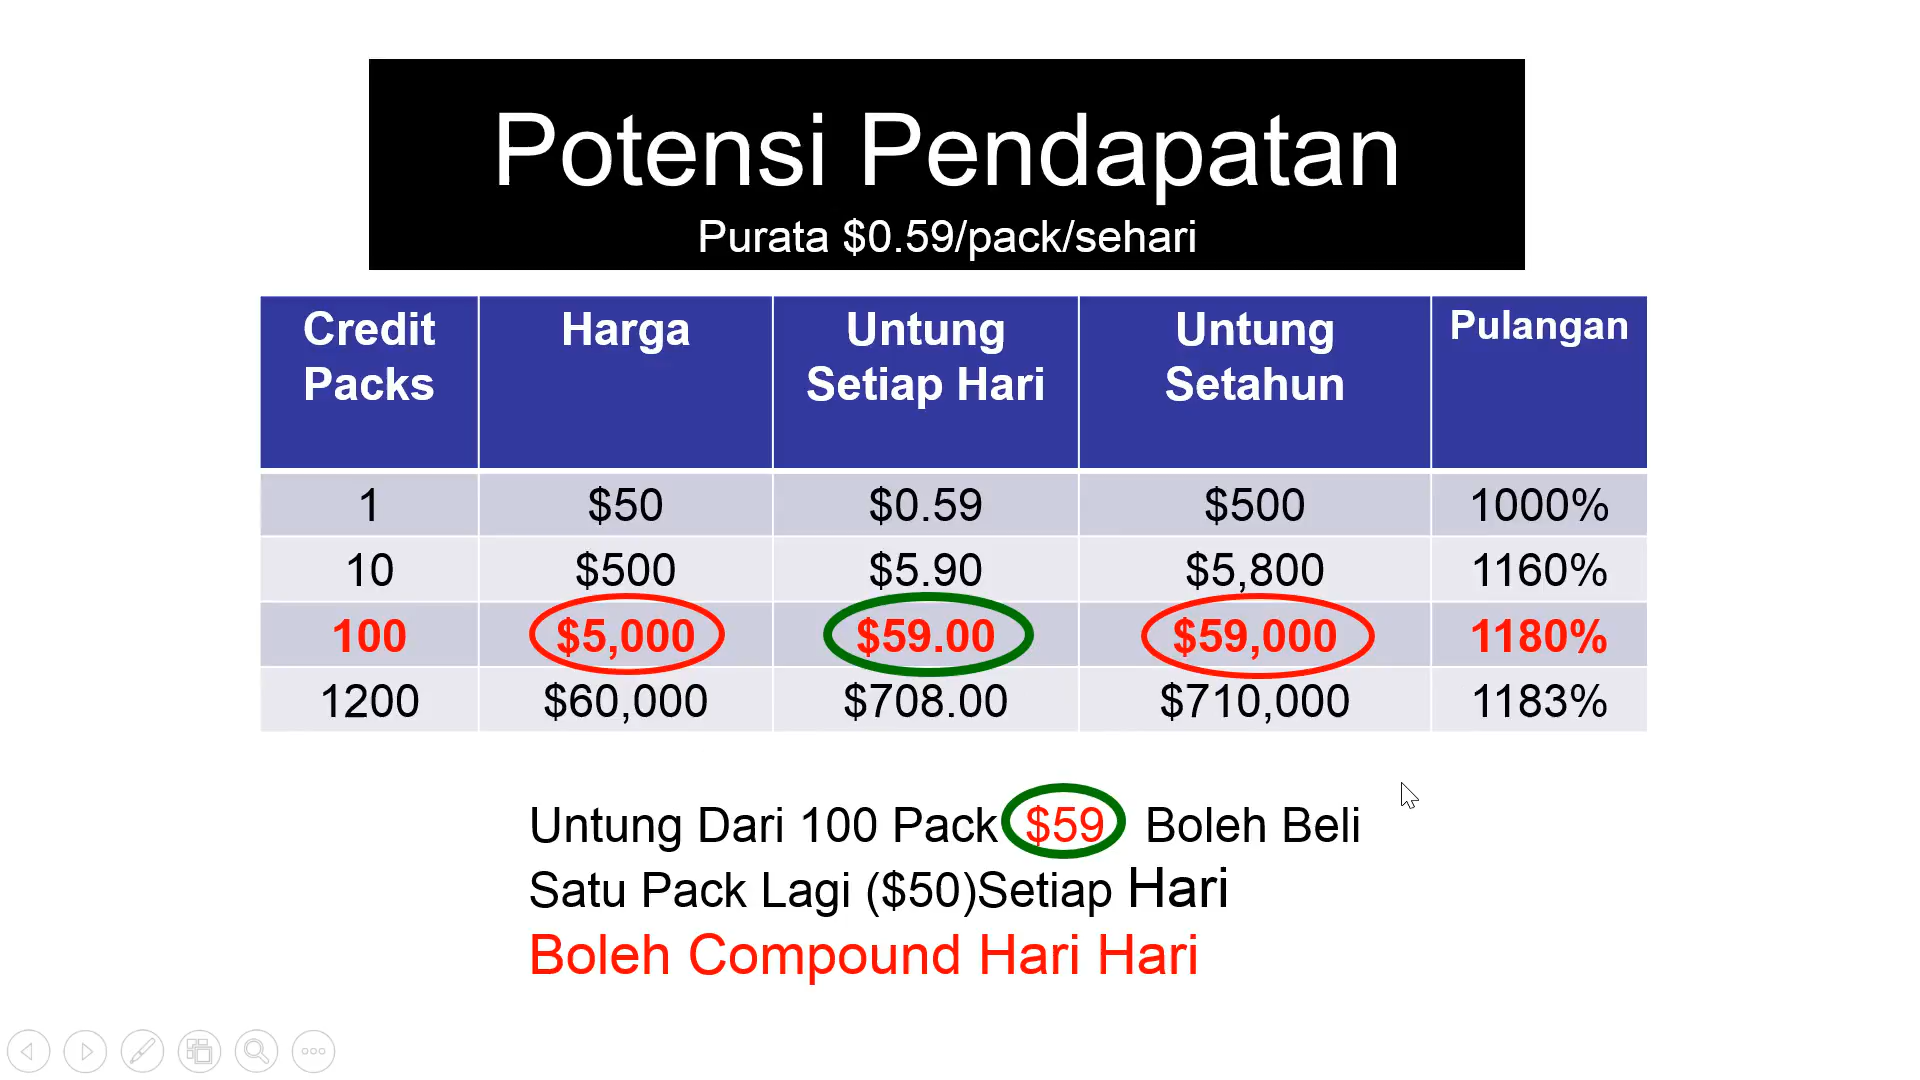 Potensi Pendapatan
Purata $0.59/pack/sehari
Credit Packs Harga Untung Setiap Hari Untung Setahun Pulangan
1 $50 $0.59 $500 1000%
10 $500 $5.90 $5,800 1160%
100 $5,000 $59.00 $59,000 1180%
1200 $60,000 $708.00 $710,000 1183%
Untung Dari 100 Pack $59 Boleh Beli
Satu Pack Lagi ($50)Setiap Hari
Boleh Compound Hari Hari